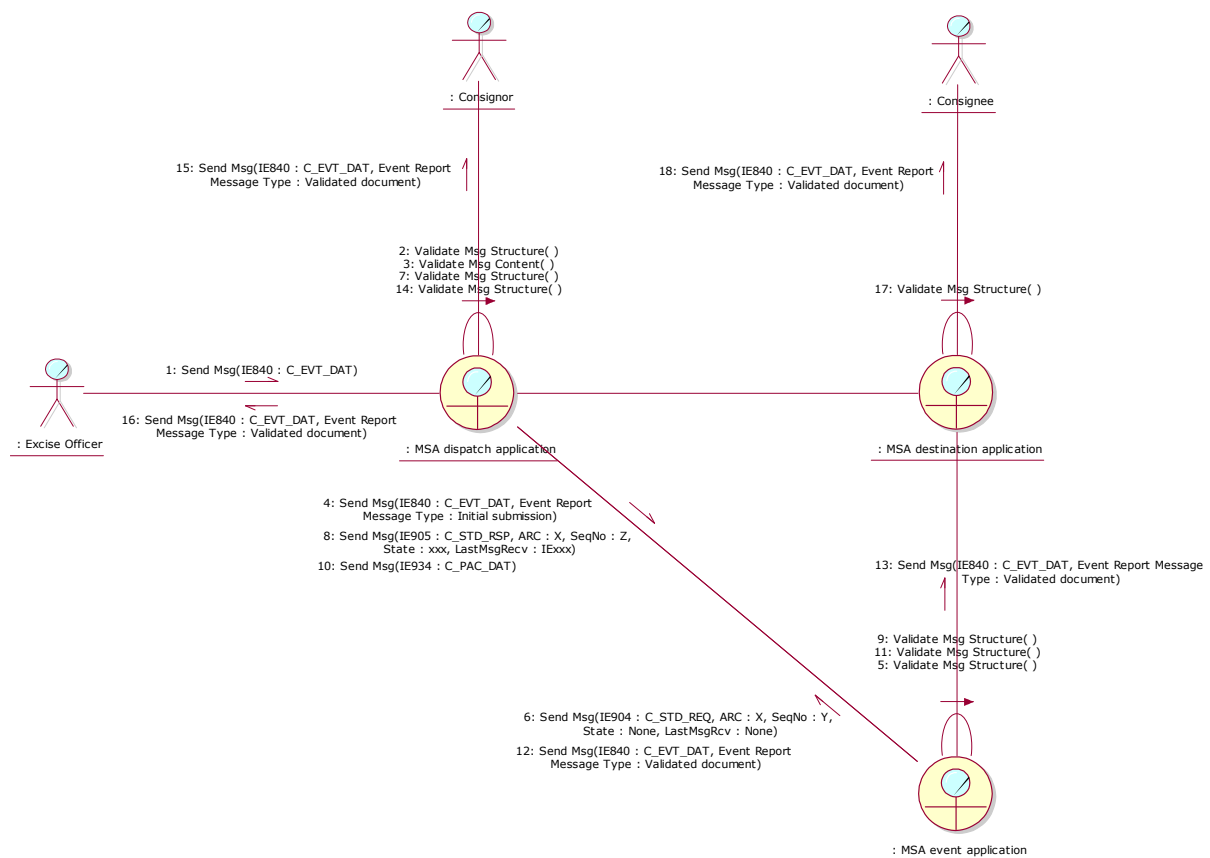 : Consignor
: Consignee
15: Send Msg(IE840 : C_EVT_DAT, Event Report
Message Type : Validated document)
18: Send Msg(IE840 : C_EVT_DAT, Event Report
Message Type : Validated document)
2: Validate Msg Structure( )
3: Validate Msg Content( )
7: Validate Msg Structure( )
14: Validate Msg Structure( )
17: Validate Msg Structure( )
1: Send Msg(IE840 : C_EVT_DAT)
16: Send Msg(IE840 : C_EVT_DAT, Event Report
Message Type : Validated document)
: Excise Officer
: MSA dispatch application
: MSA destination application
4: Send Msg(IE840 : C_EVT_DAT, Event Report
Message Type : Initial submission)
8: Send Msg(IE905 : C_STD_RSP, ARC : X, SeqNo : Z,
State : xxx, LastMsgRecv : IExxx)
10: Send Msg(IE934 : C_PAC_DAT)
13: Send Msg(IE840 : C_EVT_DAT, Event Report Message
Type : Validated document)
9: Validate Msg Structure( )
11: Validate Msg Structure( )
5: Validate Msg Structure( )
6: Send Msg(IE904 : C_STD_REQ, ARC : X, SeqNo : Y,
State : None, LastMsgRcv : None)
12: Send Msg(IE840 : C_EVT_DAT, Event Report
Message Type : Validated document)
: MSA event application